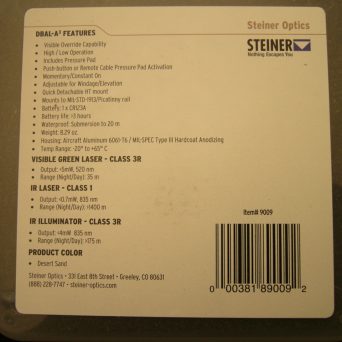 Steiner Optics
DBAL-A² FEATURES
STEINER
Nothing Escapes You
• Visible Override Capability
• High / Low Operation
• Includes Pressure Pad
• Push-button or Remote Cable Pressure Pad Activation
• Momentary/Constant On
• Adjustable for Windage/Elevation
• Quick Detachable HT mount
• Mounts to MIL-STD-1913/Picatinny rail
• Battery: 1 x CR123A
• Battery life: >3 hours
• Waterproof: Submersion to 20 m
• Weight: 8.29 oz.
• Housing: Aircraft Aluminum 6061-T6 / MIL-SPEC Type III Hardcoat Anodizing
• Temp Range: -20° to +65° C
VISIBLE GREEN LASER - CLASS 3R
• Output: <5mW, 520 nm
• Range (Night/Day): 35 m
IR LASER - CLASS 1
• Output: <0.7mW, 835 nm
• Range (Night/Day): >1400 m
IR ILLUMINATOR - CLASS 3R
• Output: <4mW 835 nm
• Range (Night/Day): >175 m
PRODUCT COLOR
• Desert Sand
Item# 9009
Steiner Optics • 331 East 8th Street • Greeley, CO 80631
(888) 228-7747 • steiner-optics.com
0 00381 89009 2